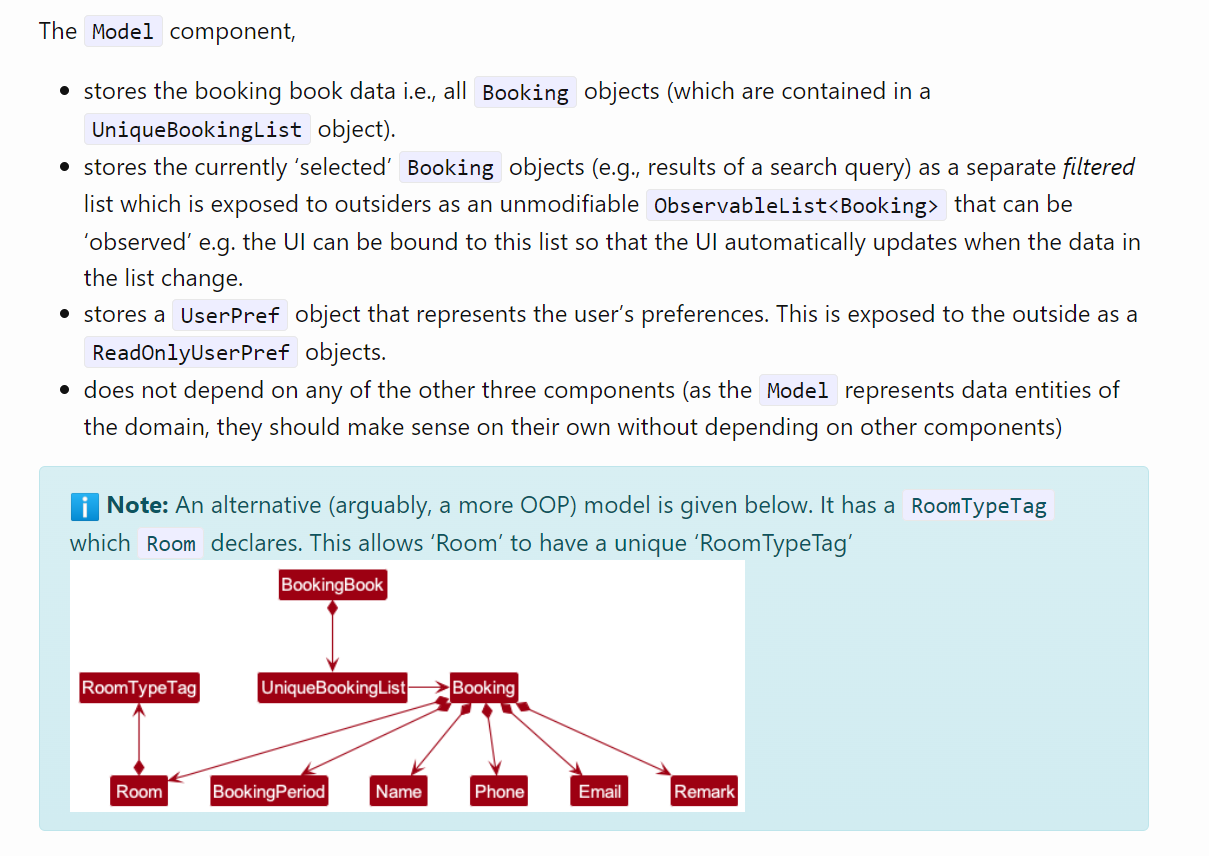 The Model component,
stores the booking book data i.e., all Booking objects (which are contained in a
UniqueBookingList object).
stores the currently ‘selected’ Booking objects (e.g., results of a search query) as a separate filtered
list which is exposed to outsiders as an unmodifiable ObservableList<Booking> that can be
‘observed’ e.g. the UI can be bound to this list so that the UI automatically updates when the data in
the list change.
stores a UserPref object that represents the user’s preferences. This is exposed to the outside as a
ReadOnlyUserPref objects.
does not depend on any of the other three components (as the Model represents data entities of
the domain, they should make sense on their own without depending on other components)
Note: An alternative (arguably, a more OOP) model is given below. It has a RoomTypeTag
which Room declares. This allows ‘Room’ to have a unique ‘RoomTypeTag’
BookingBook
RoomTypeTag UniqueBookingList Booking
Room BookingPeriod Name Phone Email Remark